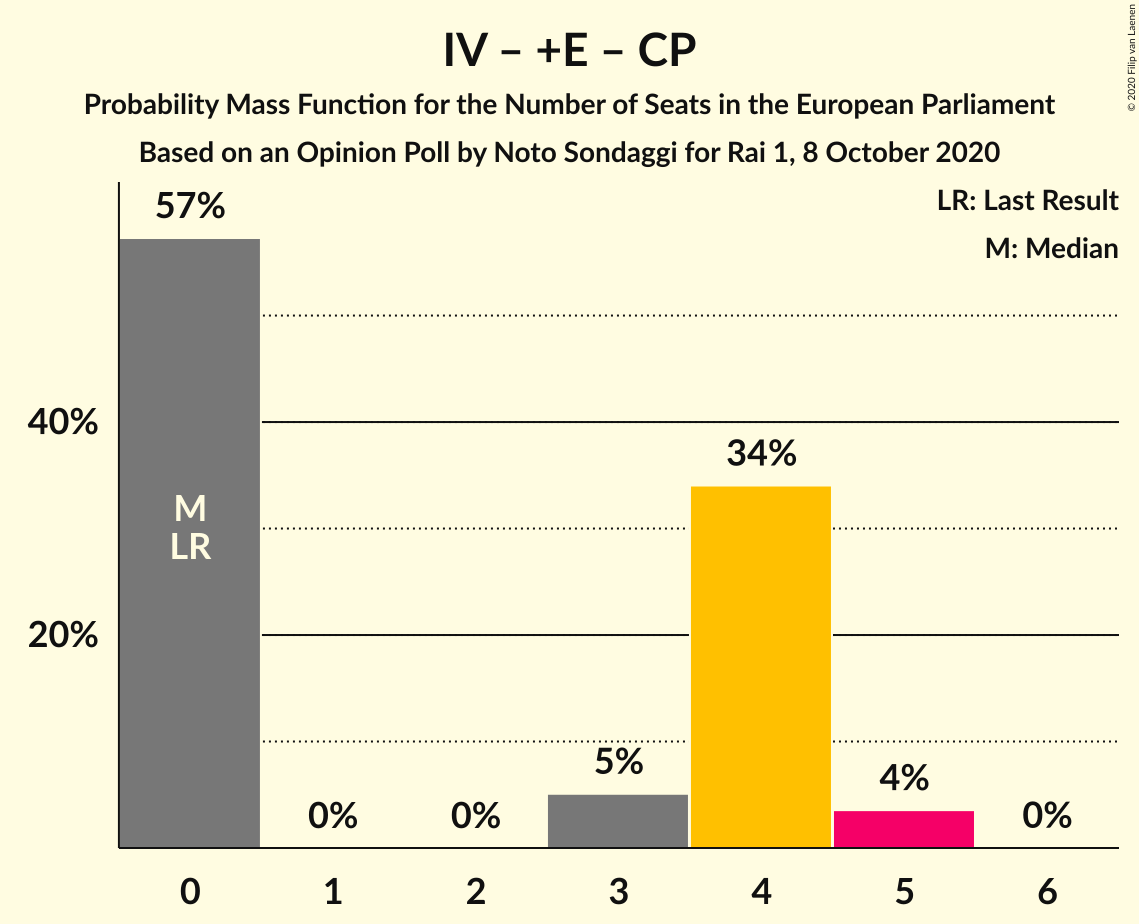 IV – +E – CP
Probability Mass Function for the Number of Seats in the European Parliament
Based on an Opinion Poll by Noto Sondaggi for Rai 1, 8 October 2020
© 2020 Filip van Laenen
LR: Last Result
M: Median
57%
40%
34%
M
LR
20%
5%
4%
0%
0%
0%
0
1
2
3
4
5
6